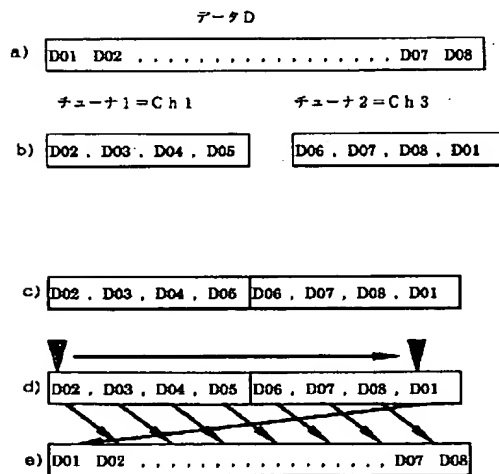 データD
a) D01 D02 . . . . . . . . . . . . . . . . . D07 D08
チューナ1=Ch1 チューナ2=Ch3
b) D02 , D03 , D04 , D05 D06 , D07 , D08 , D01
c) D02 , D03 , D04 , D05 D06 , D07 , D08 , D01
d) D02 , D03 , D04 , D05 D06 , D07 , D08 , D01
e) D01 D02 . . . . . . . . . . . . . . . . . D07 D08